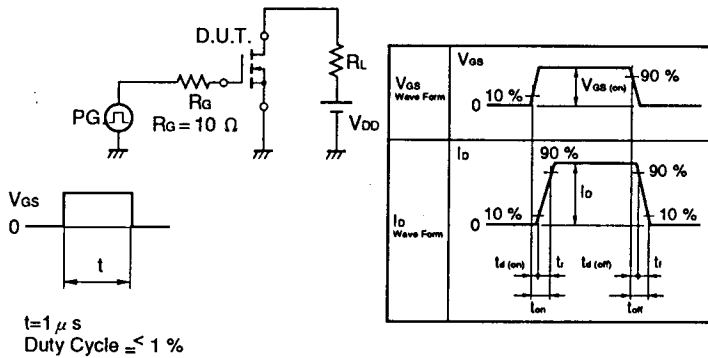 D.U.T.
RL
RG
RG = 10 Ω
PG.
VDD
VGS
0
t
t=1 μ s
Duty Cycle ≦ 1 %
VGS
Wave Form
VGS
10 %
0
VGS (on)
90 %
ID
Wave Form
ID
90 %
90 %
ID
10 %
0
10 %
td (on)
tr
td (off)
tf
ton
toff